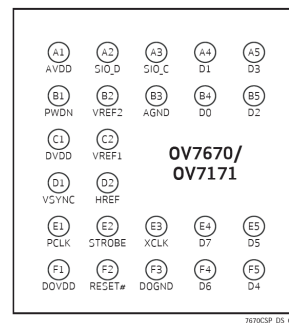 A1 A2 A3 A4 A5
AVDD SIO_D SIO_C D1 D3
B1 B2 B3 B4 B5
PWDN VREF2 AGND D0 D2
C1 C2
DVDD VREF1
OV7670/
OV7171
D1 D2
VSYNC HREF
E1 E2 E3 E4 E5
PCLK STROBE XCLK D7 D5
F1 F2 F3 F4 F5
DOVDD RESET# DOGND D6 D4
7670CSP_DS_